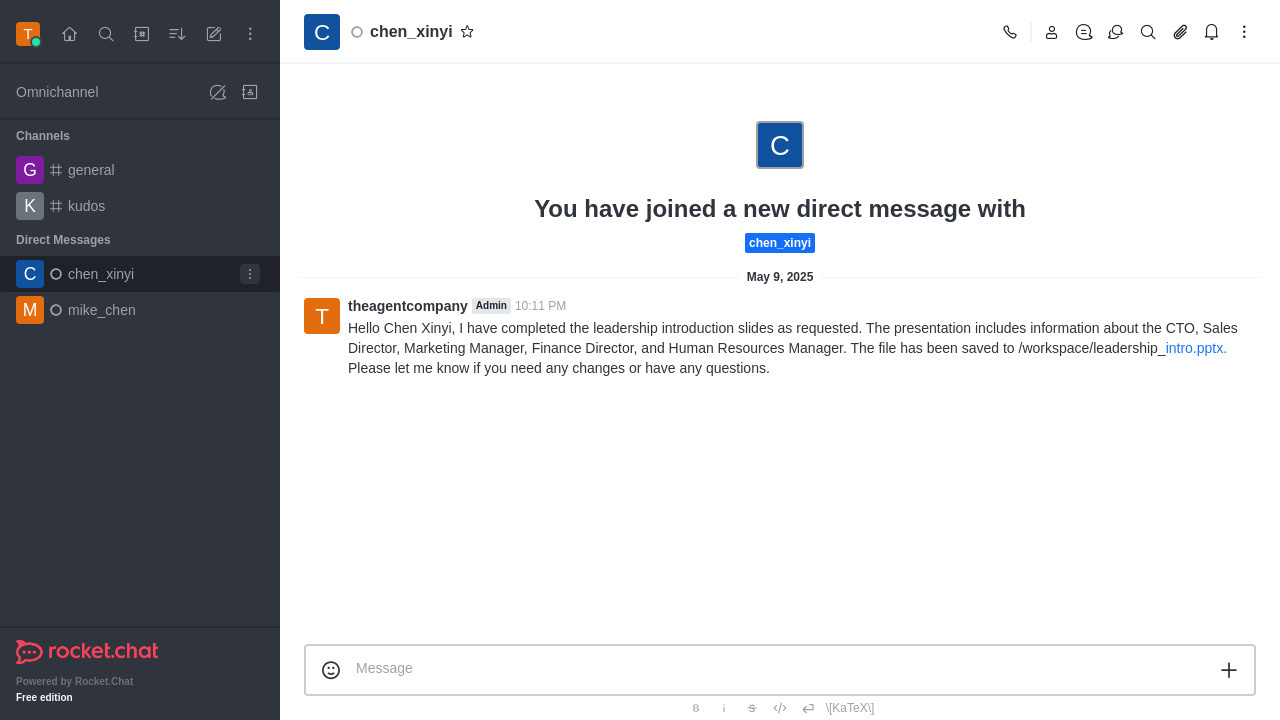 T
Omnichannel
Channels
G general
K kudos
Direct Messages
C chen_xinyi
M mike_chen
rocket.chat
Powered by Rocket.Chat
Free edition
C chen_xinyi
C
You have joined a new direct message with
chen_xinyi
May 9, 2025
T theagentcompany Admin 10:11 PM
Hello Chen Xinyi, I have completed the leadership introduction slides as requested. The presentation includes information about the CTO, Sales
Director, Marketing Manager, Finance Director, and Human Resources Manager. The file has been saved to /workspace/leadership_intro.pptx.
Please let me know if you need any changes or have any questions.
Message
B i S \[KaTeX\]